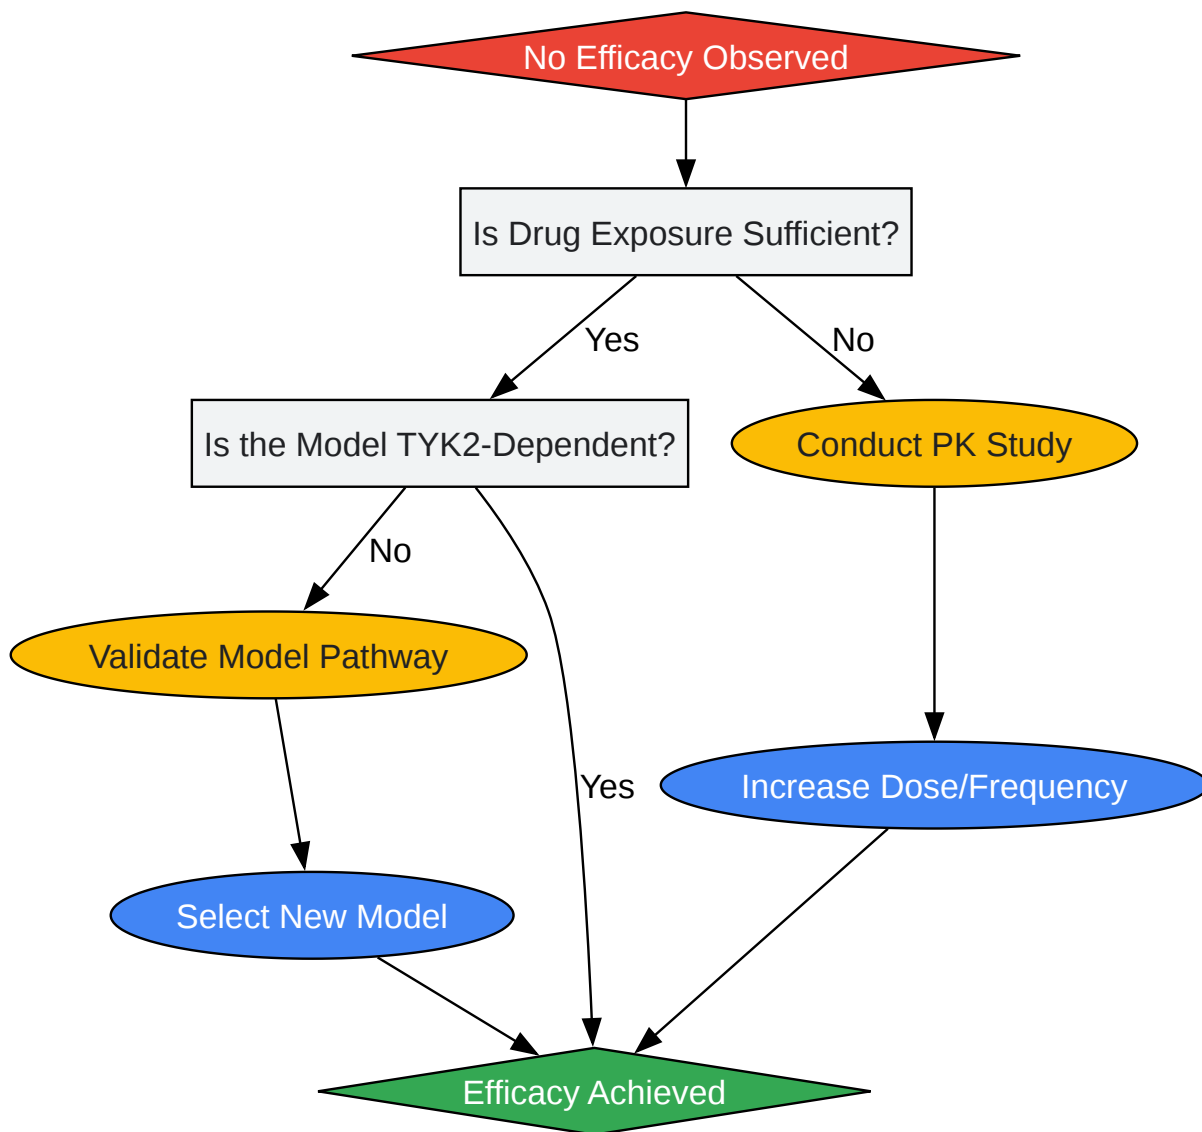 No Efficacy Observed
Is Drug Exposure Sufficient?
Yes
No
Is the Model TYK2-Dependent?
Conduct PK Study
No
Validate Model Pathway
Yes
Increase Dose/Frequency
Select New Model
Efficacy Achieved